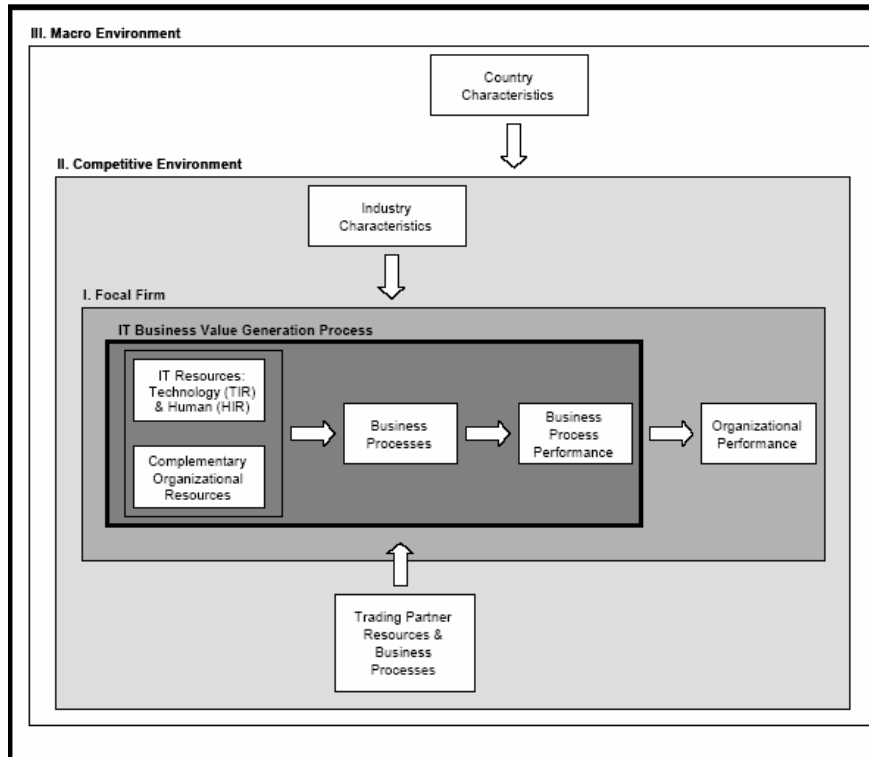 III. Macro Environment
Country
Characteristics
II. Competitive Environment
Industry
Characteristics
I. Focal Firm
IT Business Value Generation Process
IT Resources:
Technology (TIR)
& Human (HIR)
Complementary
Organizational
Resources
Business
Processes
Business
Process
Performance
Organizational
Performance
Trading Partner
Resources &
Business
Processes